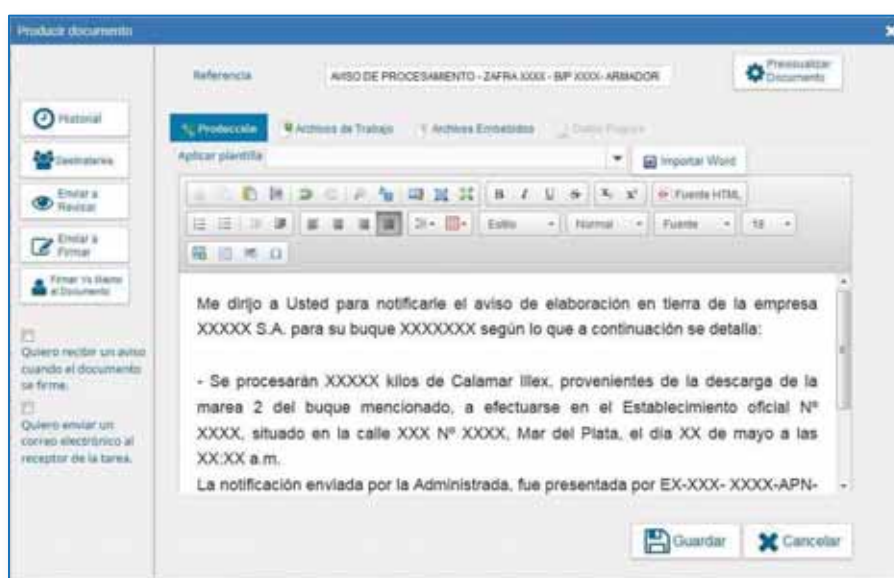 Producir documento
Referencia
AVISO DE PROCESAMIENTO - ZAFRA XXXX - B/P XXXX- ARMADOR
Previsualizar
Documento
Historial
Destinatarios
Enviar a
Revisar
Enviar a
Firmar
Firmar Yo Mismo
el Documento
Quiero recibir un aviso
cuando el documento
se firme.
Quiero enviar un
correo electrónico al
receptor de la tarea.
Producción
Archivos de Trabajo
Archivos Embebidos
Aplicar plantilla
Importar Word
B I U S
Fuente HTML
Estilo
Normal
Fuente
18
Me dirijo a Usted para notificarle el aviso de elaboración en tierra de la empresa
XXXXX S.A. para su buque XXXXXXX según lo que a continuación se detalla:
- Se procesarán XXXXX kilos de Calamar Illex, provenientes de la descarga de la
marea 2 del buque mencionado, a efectuarse en el Establecimiento oficial Nº
XXXX, situado en la calle XXX Nº XXXX, Mar del Plata, el día XX de mayo a las
XX:XX a.m.
La notificación enviada por la Administrada, fue presentada por EX-XXX- XXXX-APN-
Guardar
Cancelar